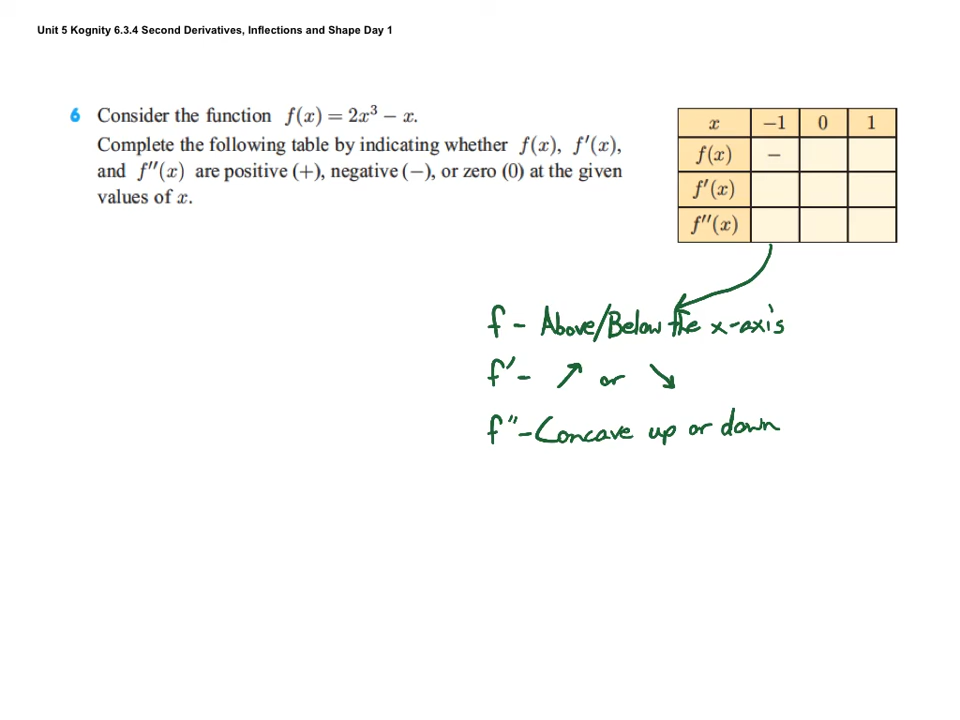 Unit 5 Kognity 6.3.4 Second Derivatives, Inflections and Shape Day 1
6 Consider the function f(x) = 2x³ − x.
Complete the following table by indicating whether f(x), f′(x),
and f″(x) are positive (+), negative (−), or zero (0) at the given
values of x.
x −1 0 1
f(x) −
f′(x)
f″(x)
f - Above/Below the x-axis
f′ - ↗ or ↘
f″ - Concave up or down